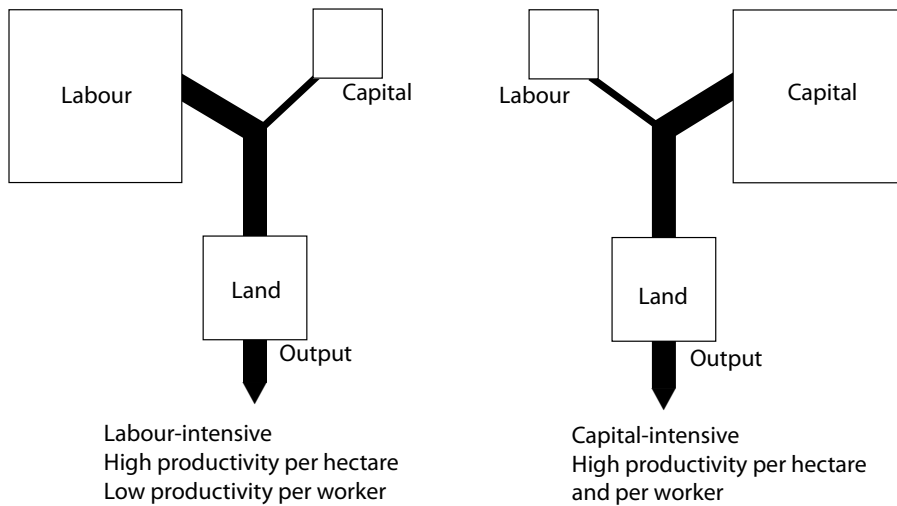 Labour
Capital
Land
Output
Labour-intensive
High productivity per hectare
Low productivity per worker
Labour
Capital
Land
Output
Capital-intensive
High productivity per hectare
and per worker